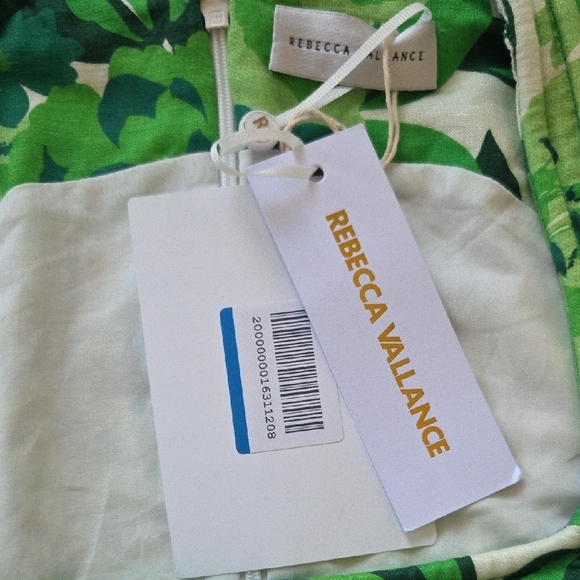 REBECCA VALLANCE
R
REBECCA VALLANCE
2000000016311208